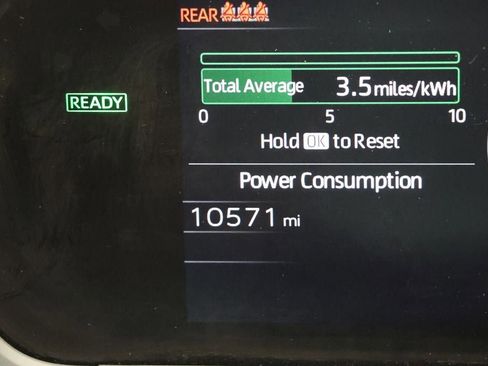 REAR
Total Average 3.5 miles/kWh
READY
0 5 10
Hold OK to Reset
Power Consumption
10571 mi